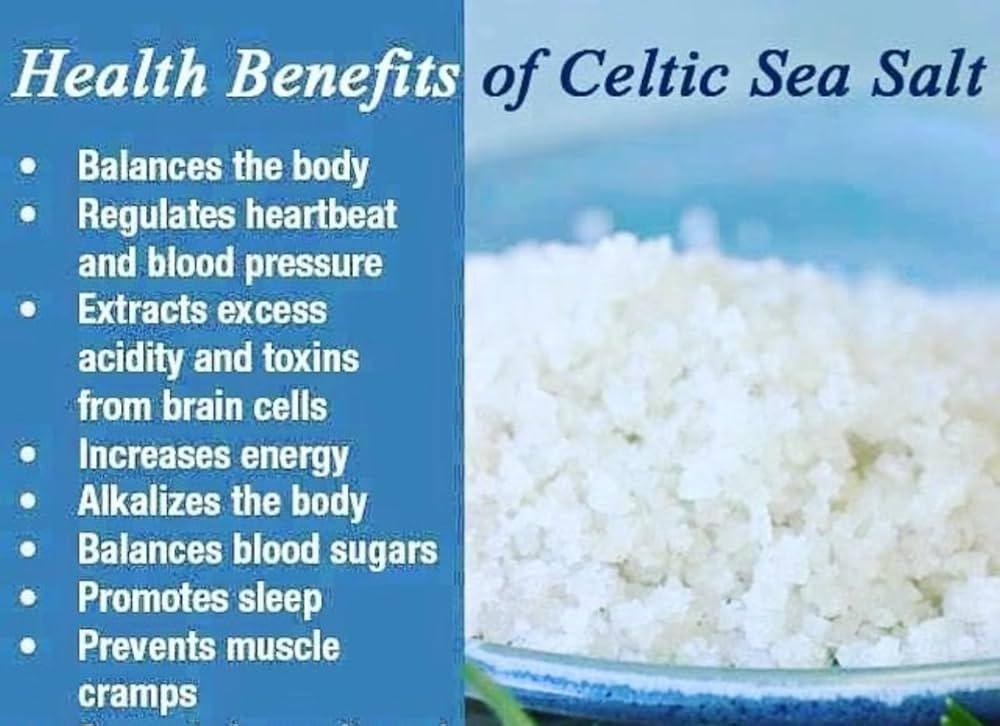 Health Benefits of Celtic Sea Salt
• Balances the body
• Regulates heartbeat
and blood pressure
• Extracts excess
acidity and toxins
from brain cells
• Increases energy
• Alkalizes the body
• Balances blood sugars
• Promotes sleep
• Prevents muscle
cramps